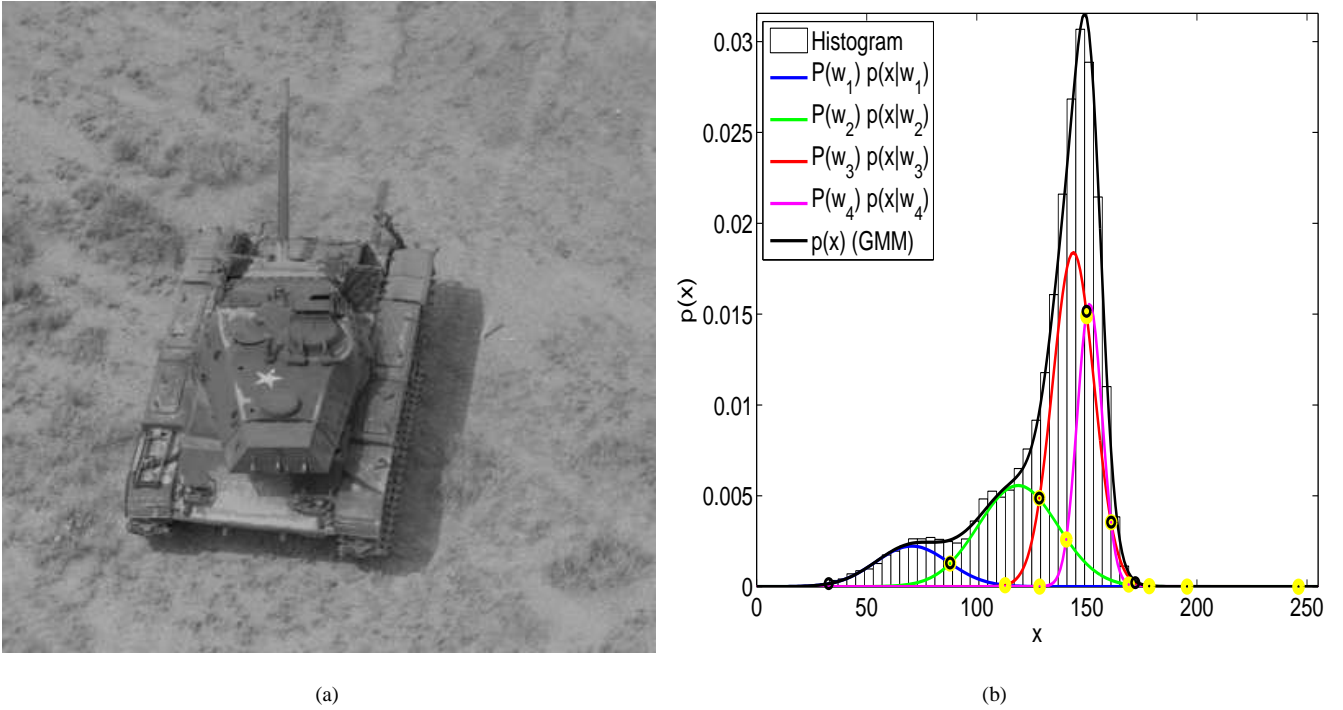 Histogram
P(w1) p(x|w1)
P(w2) p(x|w2)
P(w3) p(x|w3)
P(w4) p(x|w4)
p(x) (GMM)
0.03
0.025
0.02
0.015
0.01
0.005
0
p(x)
0 50 100 150 200 250
x
(a) (b)